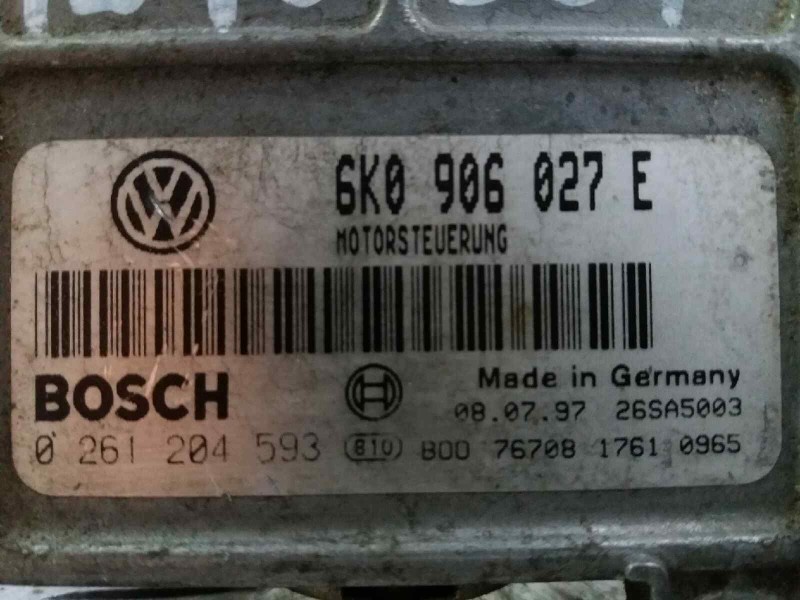 6K0 906 027 E
MOTORSTEUERUNG
BOSCH
Made in Germany
08.07.97 26SA5003
0 261 204 593 810 BOO 76708 1761 0965